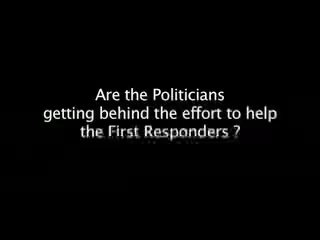 Are the Politicians
getting behind the effort to help
the First Responders ?